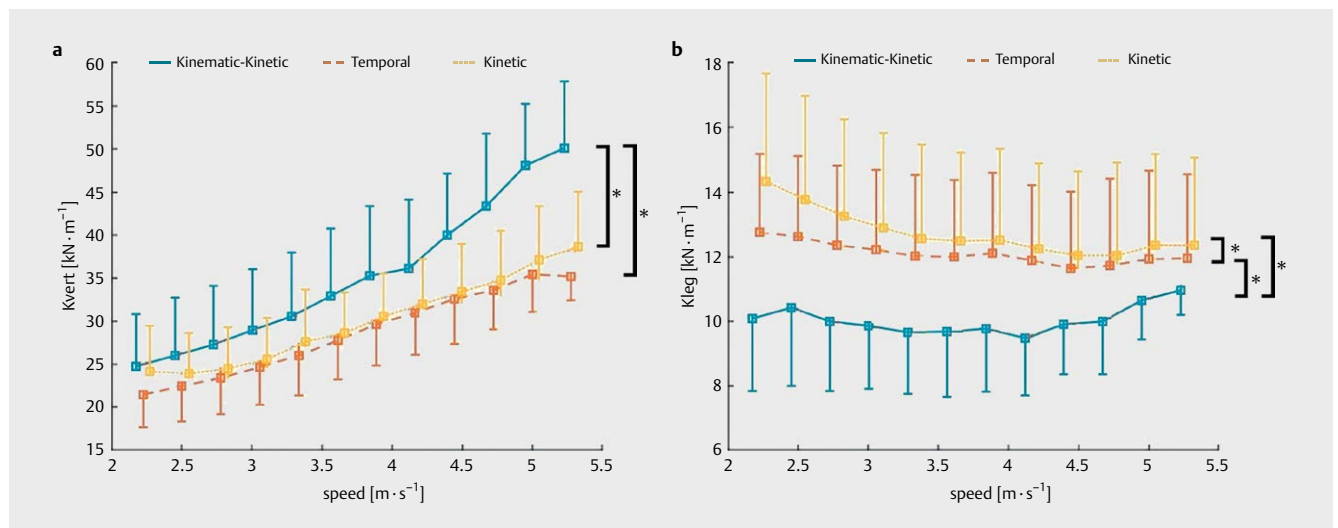 a
Kinematic-Kinetic Temporal Kinetic
60
55
50
45
40
35
30
25
20
15
Kvert [kN·m⁻¹]
2 2.5 3 3.5 4 4.5 5 5.5
speed [m·s⁻¹]
*
*
b
Kinematic-Kinetic Temporal Kinetic
18
16
14
12
10
8
6
Kleg [kN·m⁻¹]
2 2.5 3 3.5 4 4.5 5 5.5
speed [m·s⁻¹]
*
*
*